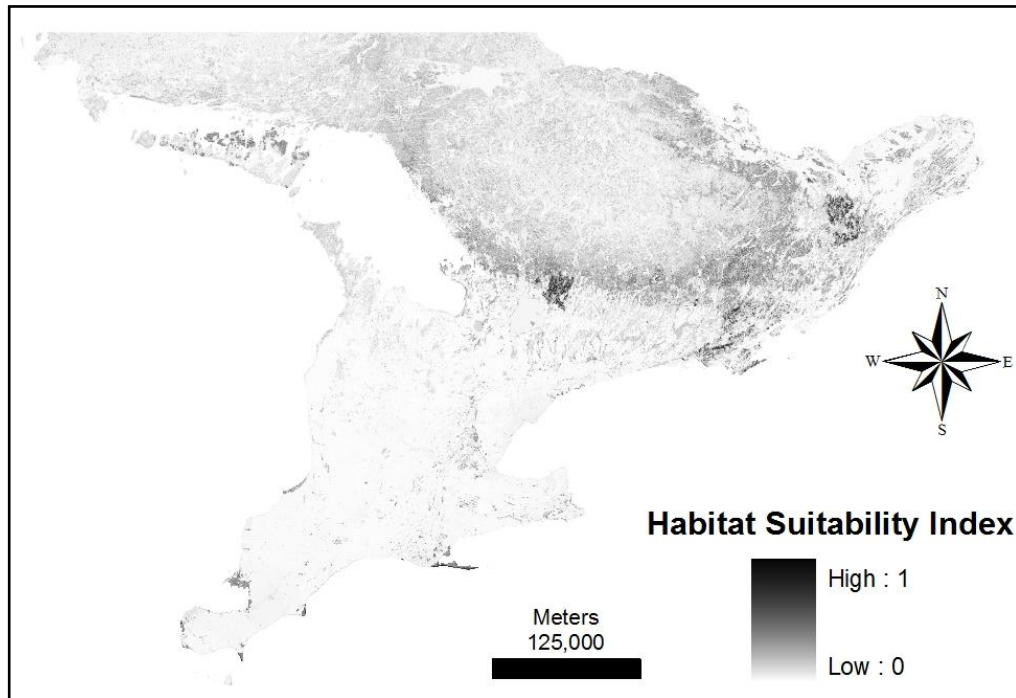 N
W E
S
Habitat Suitability Index
High : 1
Low : 0
Meters
125,000